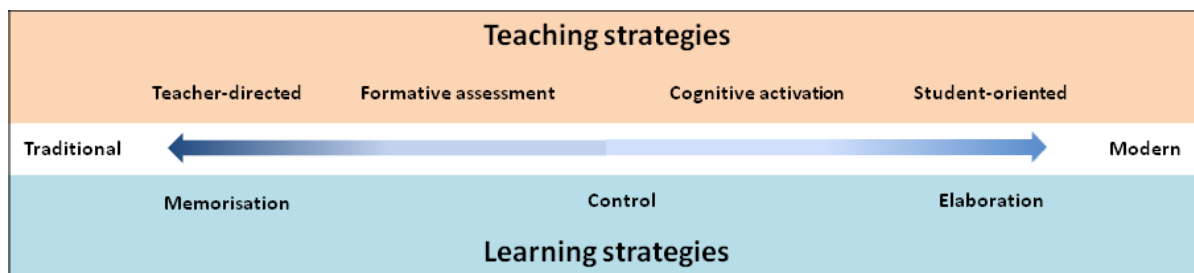 Teaching strategies
Teacher-directed Formative assessment Cognitive activation Student-oriented
Traditional Modern
Memorisation Control Elaboration
Learning strategies